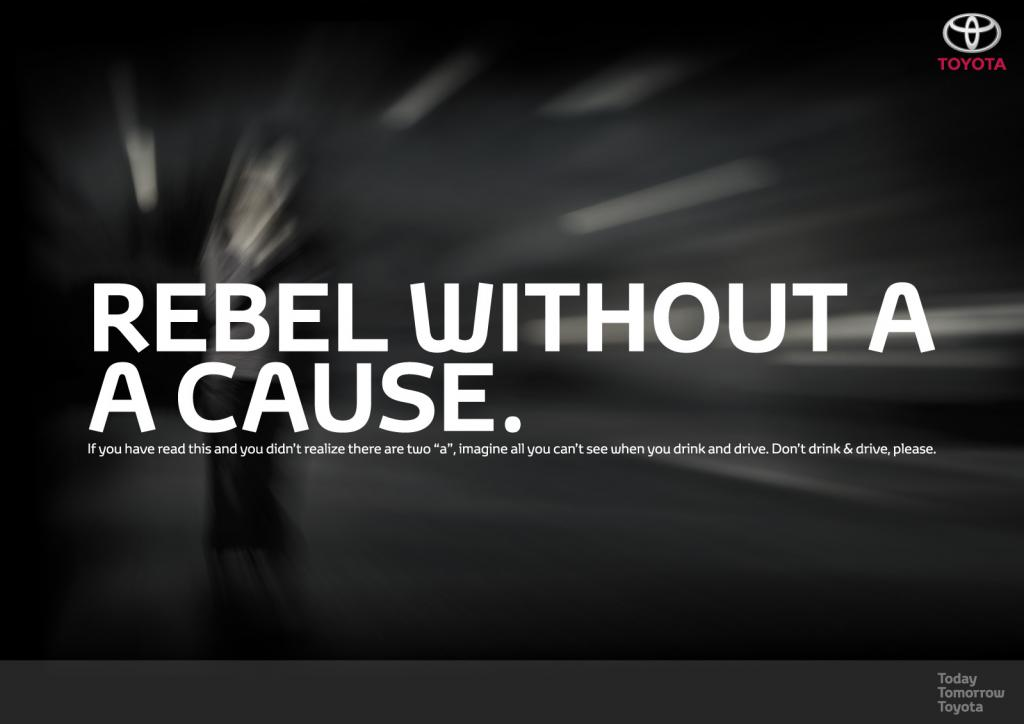 TOYOTA
REBEL WITHOUT A
A CAUSE.
If you have read this and you didn't realize there are two “a”, imagine all you can't see when you drink and drive. Don't drink & drive, please.
Today
Tomorrow
Toyota